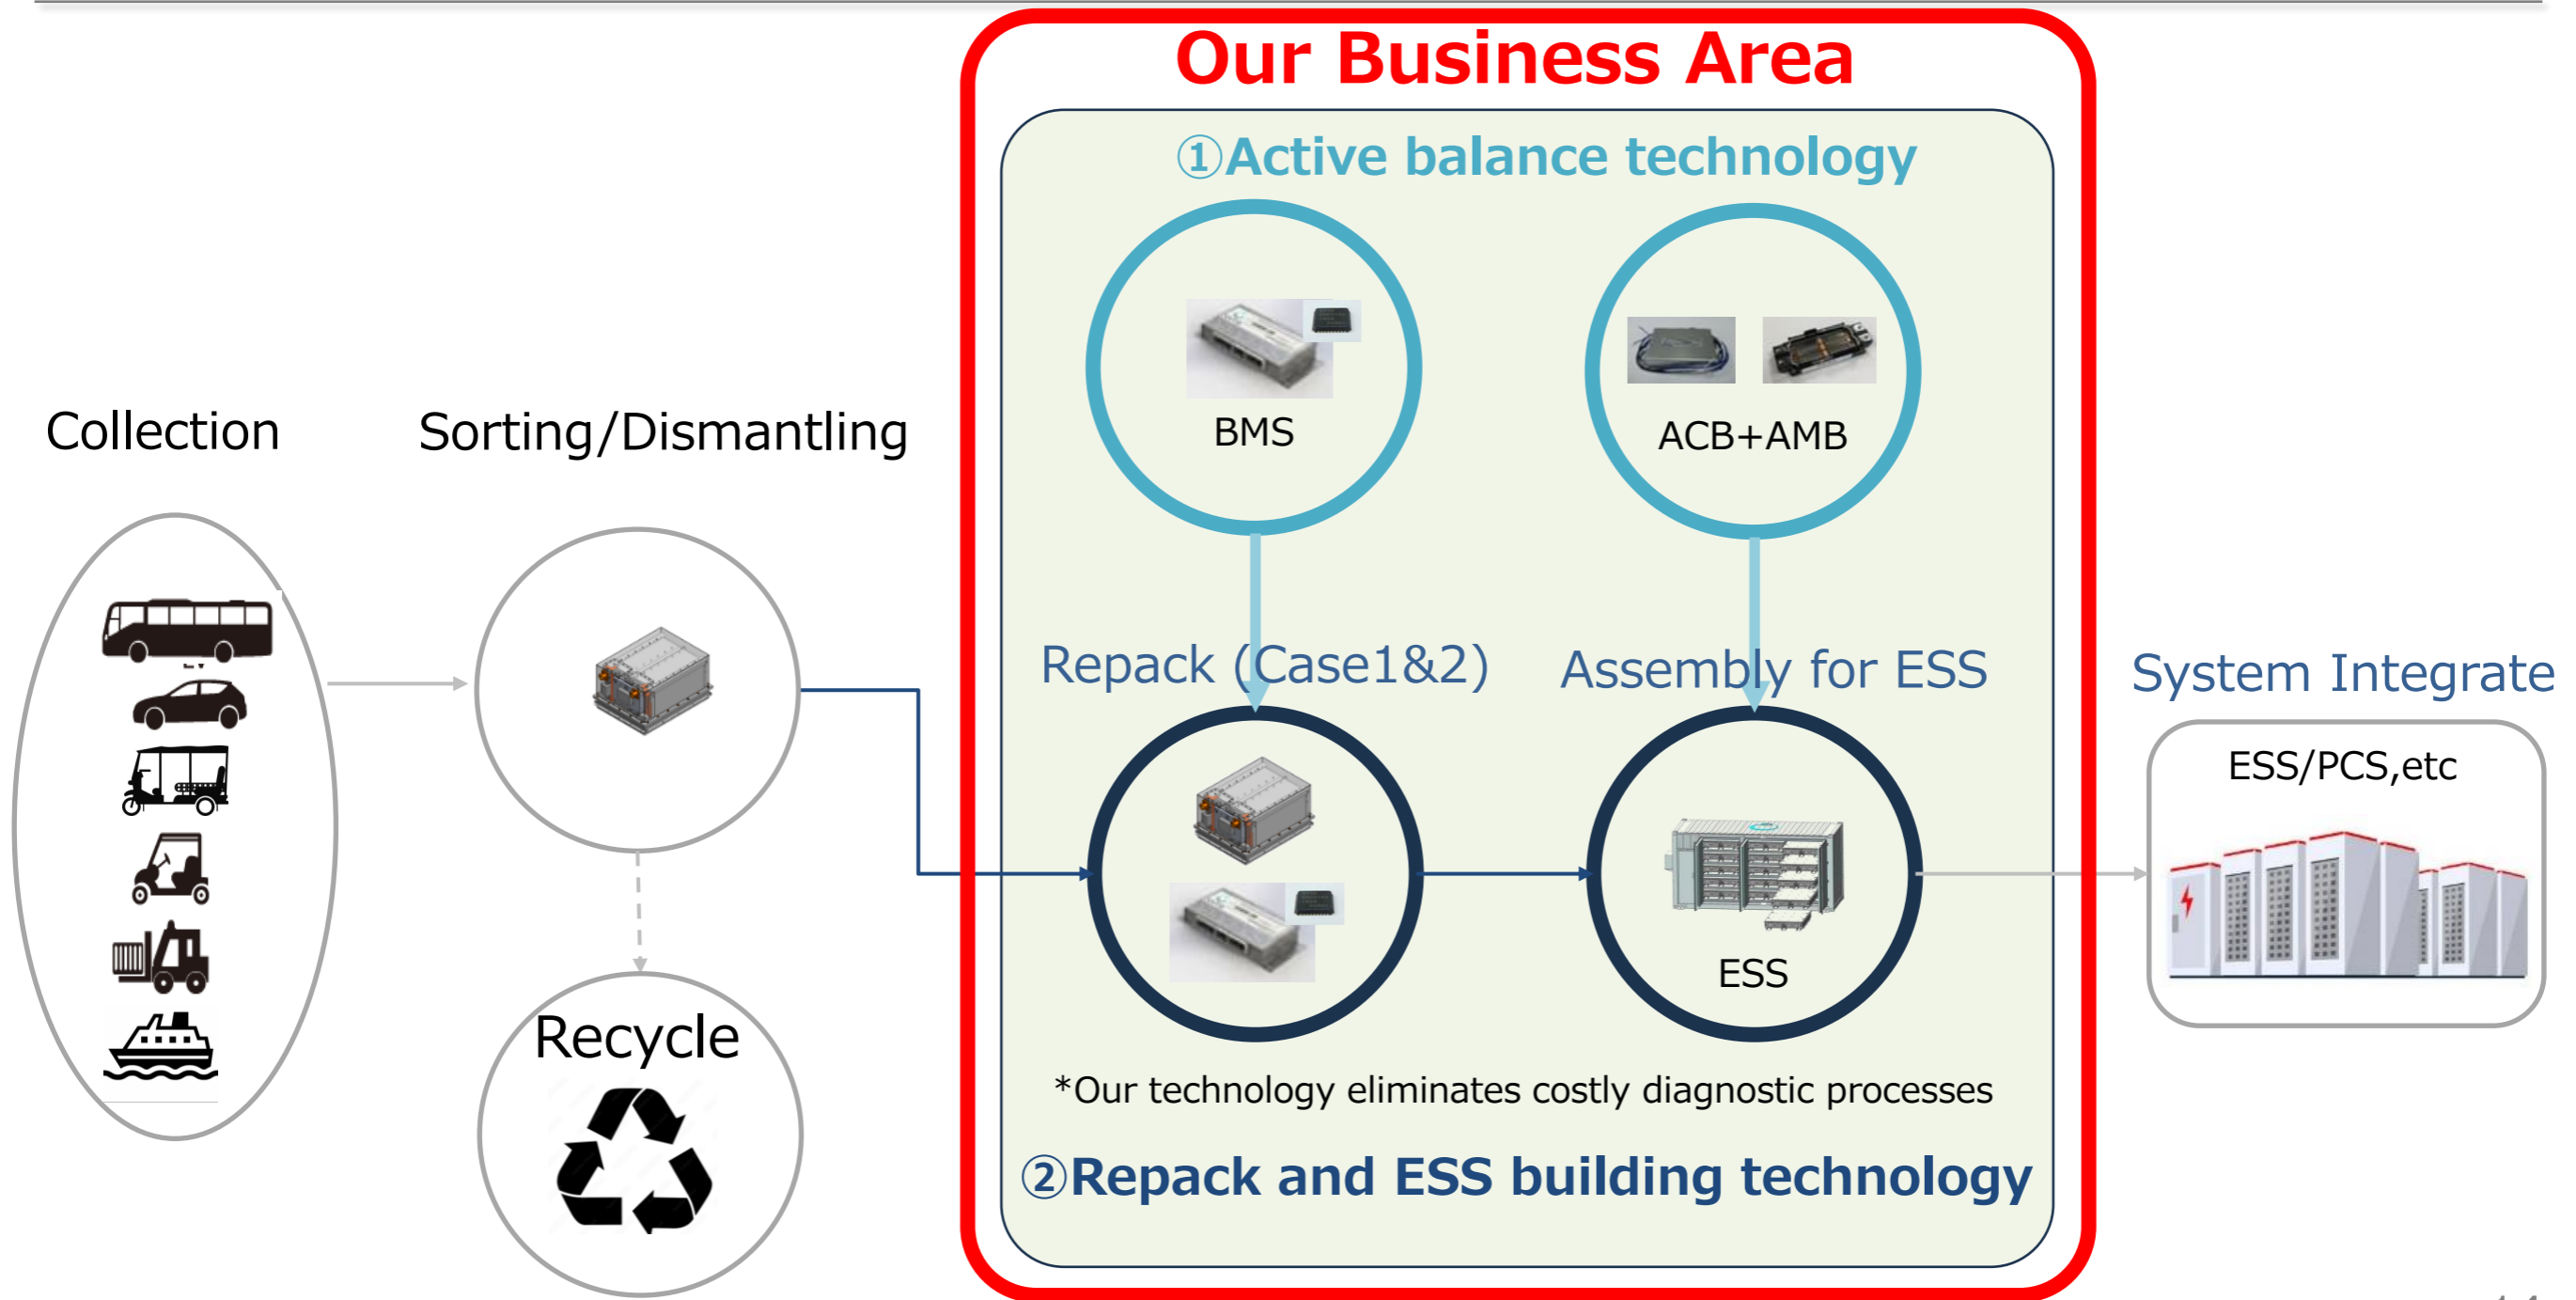 Our Business Area
①Active balance technology
BMS
ACB+AMB
Collection
Sorting/Dismantling
Repack (Case1&2)
Assembly for ESS
System Integrate
ESS/PCS,etc
ESS
Recycle
*Our technology eliminates costly diagnostic processes
②Repack and ESS building technology